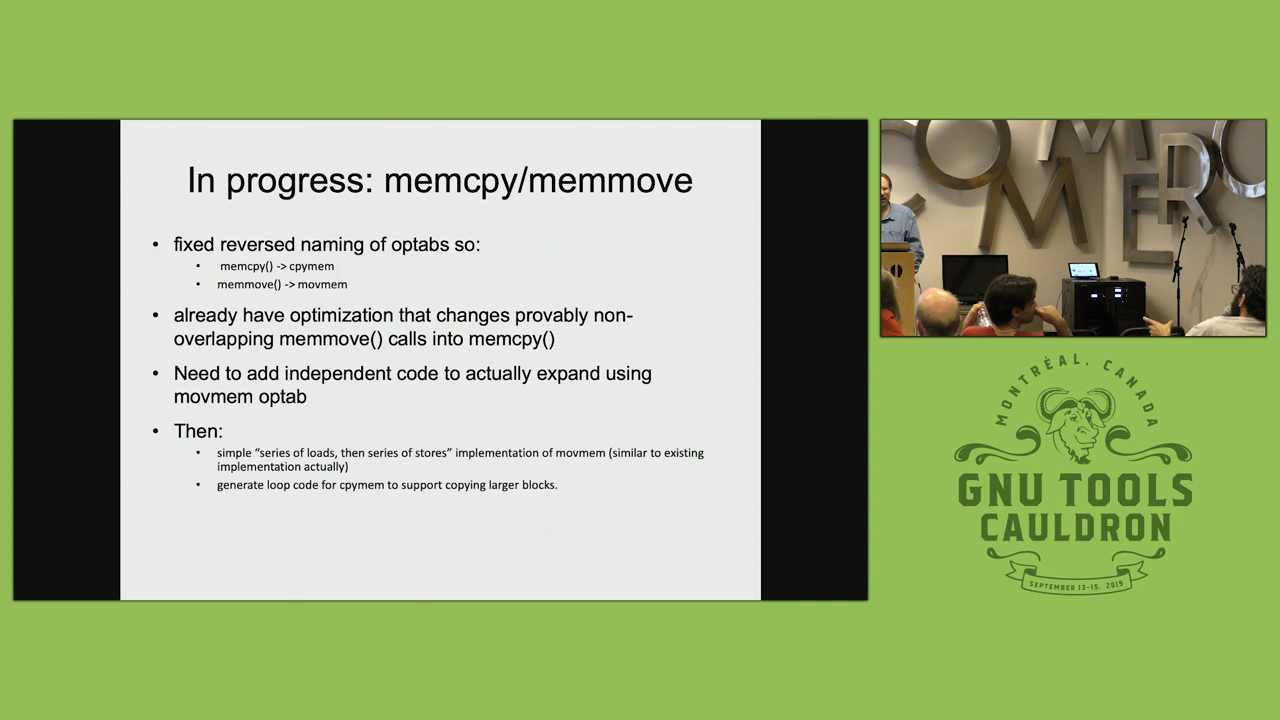 In progress: memcpy/memmove
• fixed reversed naming of optabs so:
• memcpy() -> cpymem
• memmove() -> movmem
• already have optimization that changes provably non-
overlapping memmove() calls into memcpy()
• Need to add independent code to actually expand using
movmem optab
• Then:
• simple “series of loads, then series of stores” implementation of movmem (similar to existing
implementation actually)
• generate loop code for cpymem to support copying larger blocks.
COMMERC
MONTRÉAL. CANADA
GNU TOOLS
CAULDRON
SEPTEMBER 13-15, 2019